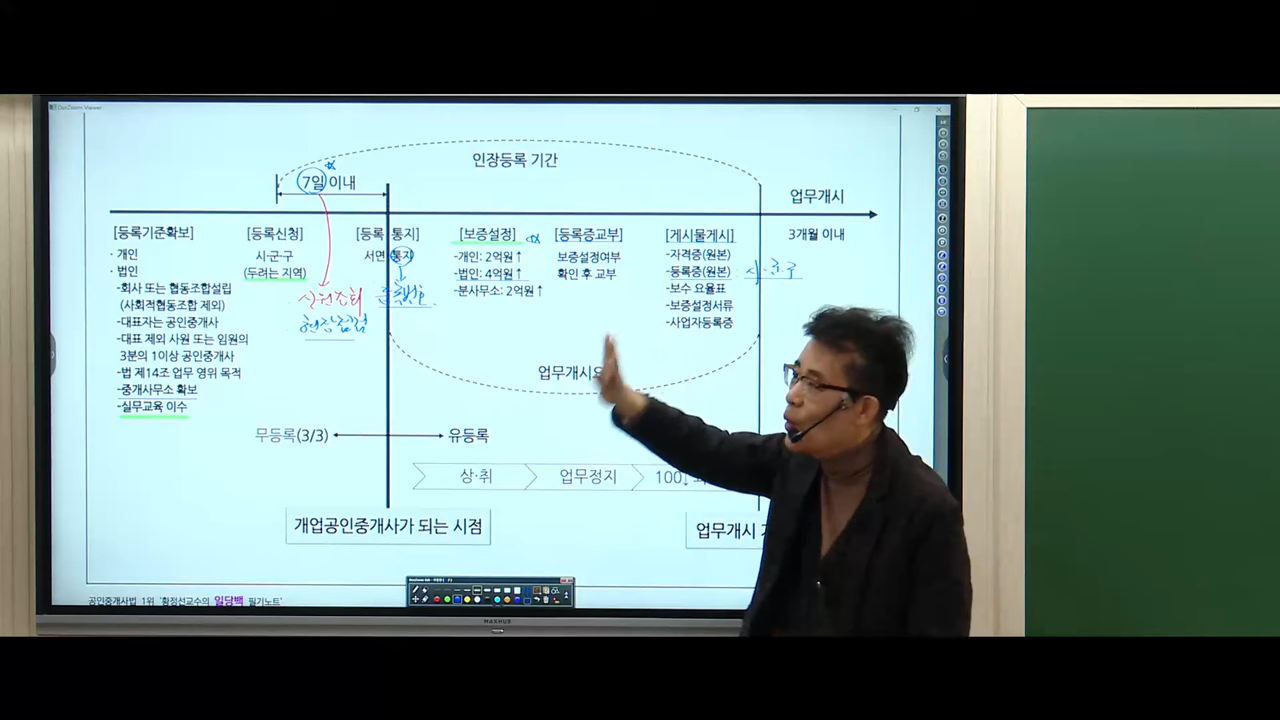 DanZoom Viewer
인장등록 기간
7일 이내
업무개시
[등록기준확보]
· 개인
· 법인
-회사 또는 협동조합설립
(사회적협동조합 제외)
-대표자는 공인중개사
-대표 제외 사원 또는 임원의
3분의 1이상 공인중개사
-법 제14조 업무 영위 목적
-중개사무소 확보
-실무교육 이수
[등록신청]
시·군·구
(두려는 지역)
[등록 통지]
서면 통지
[보증설정]
-개인: 2억원↑
-법인: 4억원↑
-분사무소: 2억원↑
[등록증교부]
보증설정여부
확인 후 교부
[게시물게시]
-자격증(원본)
-등록증(원본)
-보수 요율표
-보증설정서류
-사업자등록증
시·군·구
3개월 이내
업무개시
무등록(3/3)
유등록
상·취
업무정지
100↓
개업공인중개사가 되는 시점
업무개시
공인중개사법 1위 '황정선교수의 일당백 필기노트'
MAXHUB